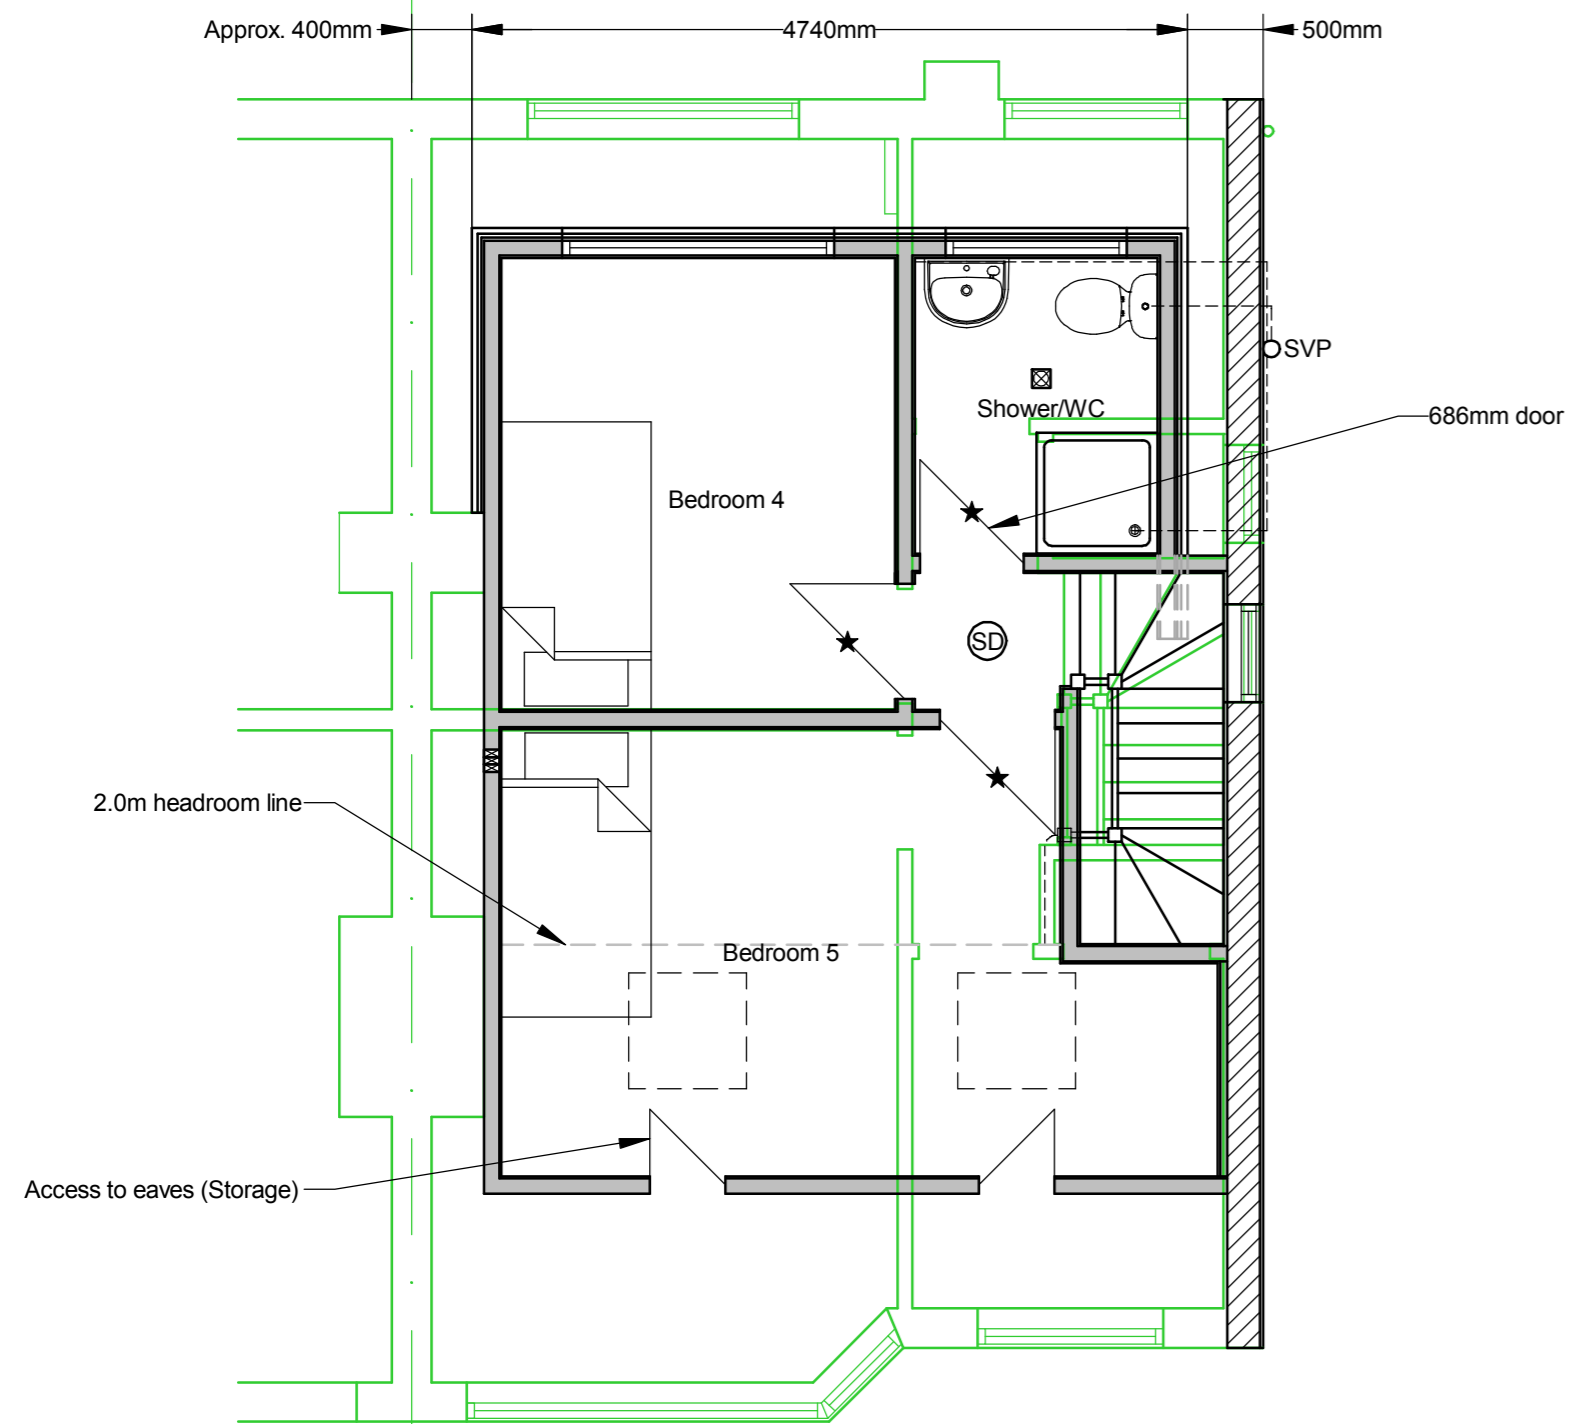 Approx. 400mm
4740mm
500mm
SVP
Shower/WC
686mm door
Bedroom 4
SD
2.0m headroom line
Bedroom 5
Access to eaves (Storage)